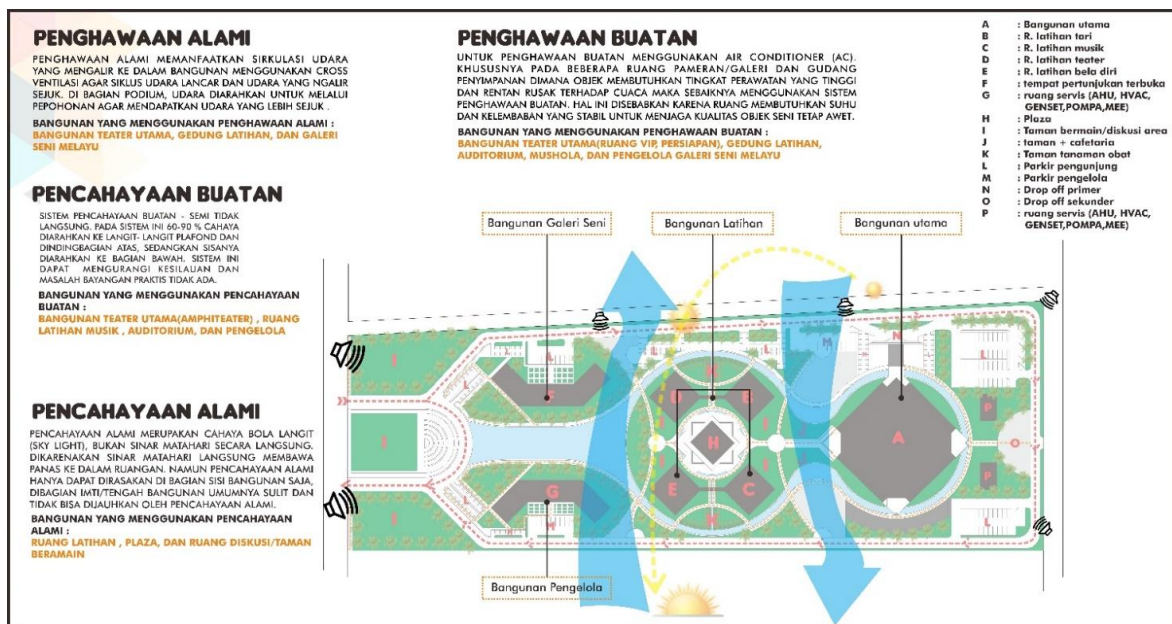 PENGHAWAAN ALAMI
PENGHAWAAN ALAMI MEMANFAATKAN SIRKULASI UDARA
YANG MENGALIR KE DALAM BANGUNAN MENGGUNAKAN CROSS
VENTILASI AGAR SIKLUS UDARA LANCAR DAN UDARA YANG NGALIR
SEJUK. DI BAGIAN PODIUM, UDARA DIARAHKAN UNTUK MELALUI
PEPOHONAN AGAR MENDAPATKAN UDARA YANG LEBIH SEJUK .
BANGUNAN YANG MENGGUNAKAN PENGHAWAAN ALAMI :
BANGUNAN TEATER UTAMA, GEDUNG LATIHAN, DAN GALERI
SENI MELAYU
PENGHAWAAN BUATAN
UNTUK PENGHAWAAN BUATAN MENGGUNAKAN AIR CONDITIONER (AC).
KHUSUSNYA PADA BEBERAPA RUANG PAMERAN/GALERI DAN GUDANG
PENYIMPANAN DIMANA OBJEK MEMBUTUHKAN TINGKAT PERAWATAN YANG TINGGI
DAN RENTAN RUSAK TERHADAP CUACA MAKA SEBAIKNYA MENGGUNAKAN SISTEM
PENGHAWAAN BUATAN. HAL INI DISEBABKAN KARENA RUANG MEMBUTUHKAN SUHU
DAN KELEMBABAN YANG STABIL UNTUK MENJAGA KUALITAS OBJEK SENI TETAP AWET.
BANGUNAN YANG MENGGUNAKAN PENGHAWAAN BUATAN :
BANGUNAN TEATER UTAMA(RUANG VIP, PERSIAPAN), GEDUNG LATIHAN,
AUDITORIUM, MUSHOLA, DAN PENGELOLA GALERI SENI MELAYU
A : Bangunan utama
B : R. latihan tari
C : R. latihan musik
D : R. latihan teater
E : R. latihan bela diri
F : tempat pertunjukan terbuka
G : ruang servis (AHU, HVAC,
GENSET,POMPA,MEE)
H : Plaza
I : Taman bermain/diskusi area
J : taman + cafetaria
K : Taman tanaman obat
L : Parkir pengunjung
M : Parkir pengelola
N : Drop off primer
O : Drop off sekunder
P : ruang servis (AHU, HVAC,
GENSET,POMPA,MEE)
PENCAHAYAAN BUATAN
SISTEM PENCAHAYAAN BUATAN - SEMI TIDAK
LANGSUNG. PADA SISTEM INI 60-90 % CAHAYA
DIARAHKAN KE LANGIT- LANGIT PLAFOND DAN
DINDINGBAGIAN ATAS, SEDANGKAN SISANYA
DIARAHKAN KE BAGIAN BAWAH. SISTEM INI
DAPAT MENGURANGI KESILAUAN DAN
MASALAH BAYANGAN PRAKTIS TIDAK ADA.
BANGUNAN YANG MENGGUNAKAN PENCAHAYAAN
BUATAN :
BANGUNAN TEATER UTAMA(AMPHITEATER) , RUANG
LATIHAN MUSIK , AUDITORIUM, DAN PENGELOLA
PENCAHAYAAN ALAMI
PENCAHAYAAN ALAMI MERUPAKAN CAHAYA BOLA LANGIT
(SKY LIGHT), BUKAN SINAR MATAHARI SECARA LANGSUNG.
DIKARENAKAN SINAR MATAHARI LANGSUNG MEMBAWA
PANAS KE DALAM RUANGAN. NAMUN PENCAHAYAAN ALAMI
HANYA DAPAT DIRASAKAN DI BAGIAN SISI BANGUNAN SAJA,
DIBAGIAN IMTI/TENGAH BANGUNAN UMUMNYA SULIT DAN
TIDAK BISA DIJAUHKAN OLEH PENCAHAYAAN ALAMI.
BANGUNAN YANG MENGGUNAKAN PENCAHAYAAN
ALAMI :
RUANG LATIHAN , PLAZA, DAN RUANG DISKUSI/TAMAN
BERAMAIN
Bangunan Galeri Seni
Bangunan Latihan
Bangunan utama
I
N
L
L
L
M
L
D
B
P
I
H
A
O
E
C
G
P
I
L
Bangunan Pengelola